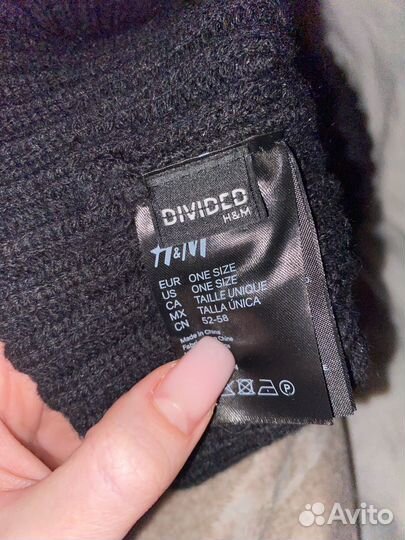 DIVIDED
H&M
H&M
EUR ONE SIZE
US ONE SIZE
CA TAILLE UNIQUE
MX TALLA ÚNICA
CN 52-58
Made in China
China
Avito